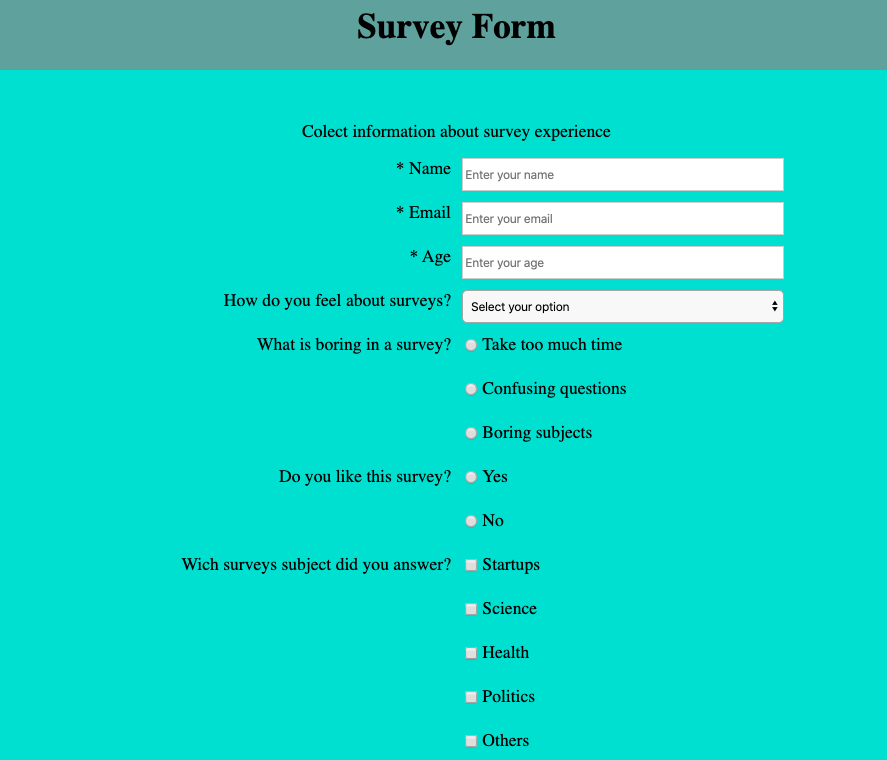 Survey Form
Colect information about survey experience
* Name Enter your name
* Email Enter your email
* Age Enter your age
How do you feel about surveys? Select your option
What is boring in a survey? Take too much time
Confusing questions
Boring subjects
Do you like this survey? Yes
No
Wich surveys subject did you answer? Startups
Science
Health
Politics
Others